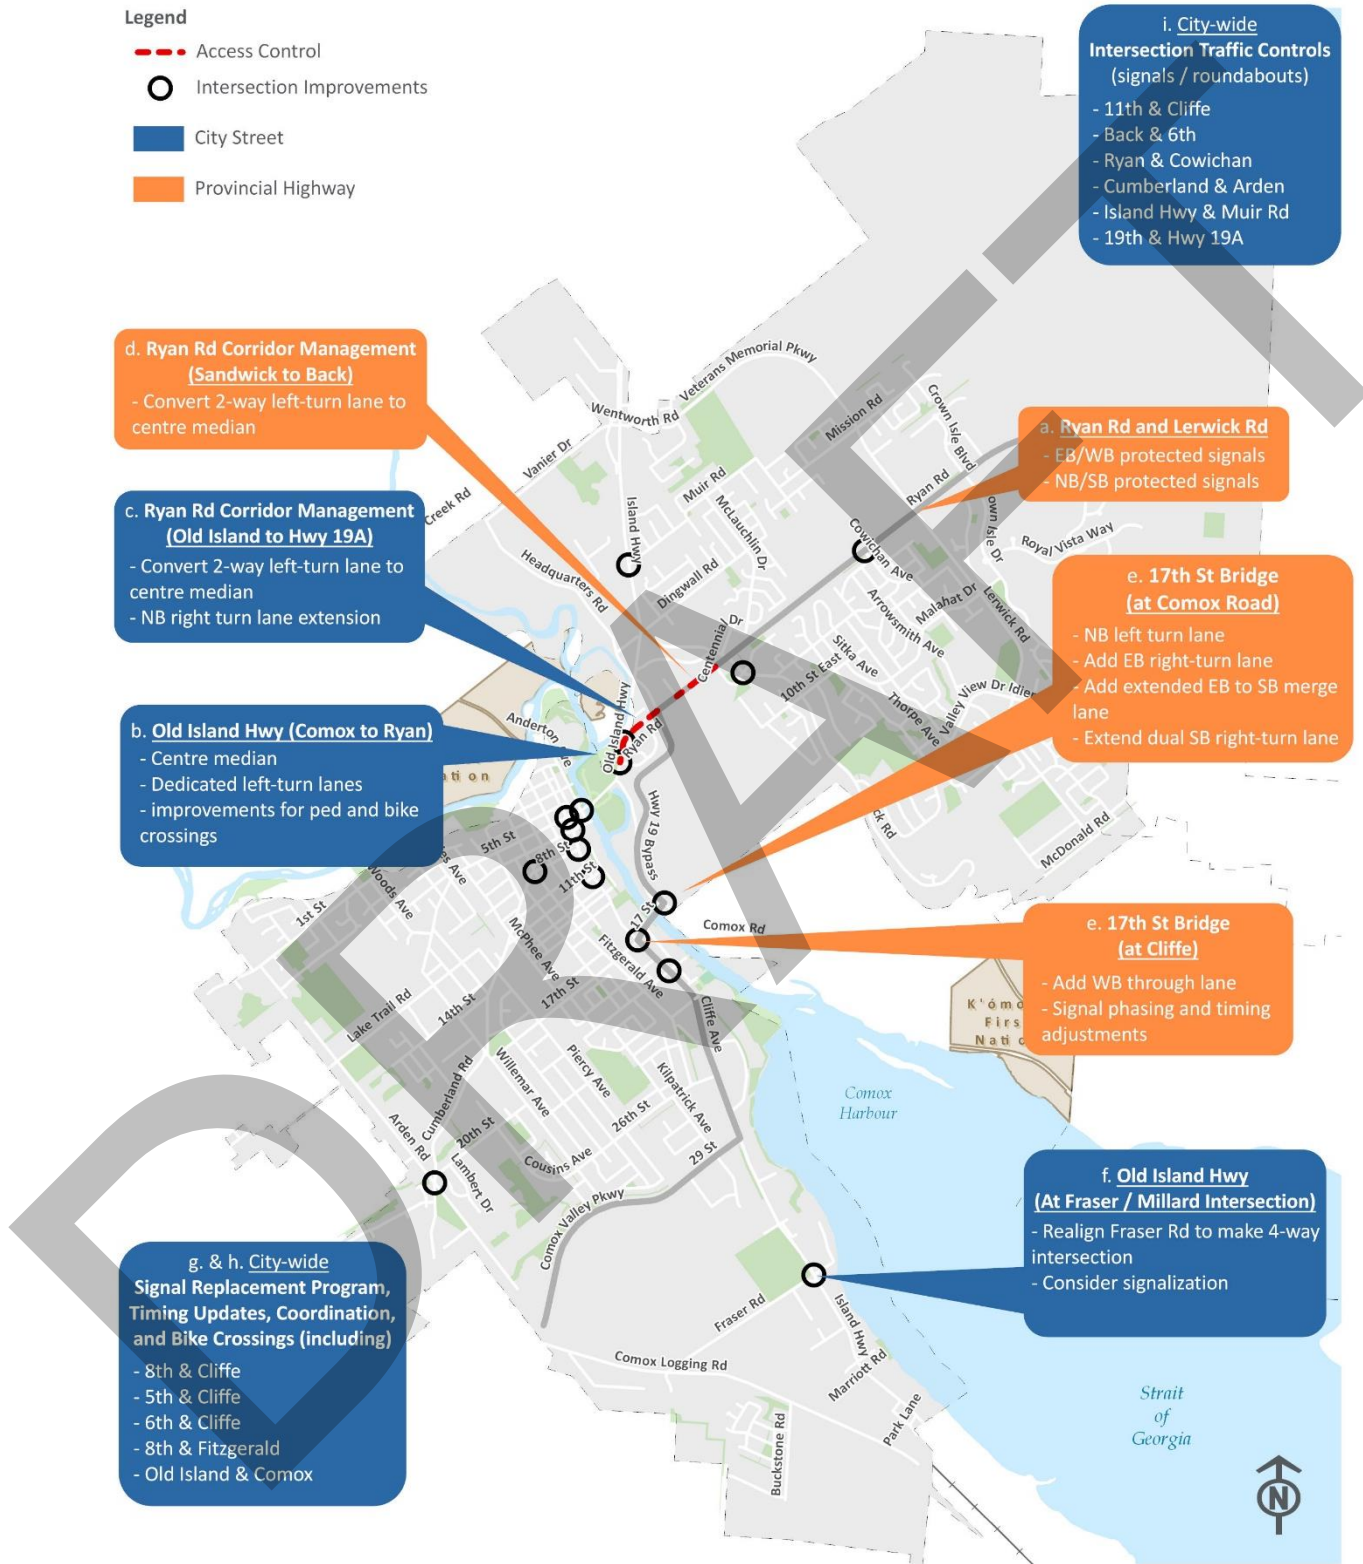 Legend
Access Control
Intersection Improvements
City Street
Provincial Highway
i. City-wide
Intersection Traffic Controls
(signals / roundabouts)
- 11th & Cliffe
- Back & 6th
- Ryan & Cowichan
- Cumberland & Arden
- Island Hwy & Muir Rd
- 19th & Hwy 19A
d. Ryan Rd Corridor Management
(Sandwick to Back)
- Convert 2-way left-turn lane to
centre median
a. Ryan Rd and Lerwick Rd
- EB/WB protected signals
- NB/SB protected signals
c. Ryan Rd Corridor Management
(Old Island to Hwy 19A)
- Convert 2-way left-turn lane to
centre median
- NB right turn lane extension
e. 17th St Bridge
(at Comox Road)
- NB left turn lane
- Add EB right-turn lane
- Add extended EB to SB merge
lane
- Extend dual SB right-turn lane
b. Old Island Hwy (Comox to Ryan)
- Centre median
- Dedicated left-turn lanes
- improvements for ped and bike
crossings
e. 17th St Bridge
(at Cliffe)
- Add WB through lane
- Signal phasing and timing
adjustments
f. Old Island Hwy
(At Fraser / Millard Intersection)
- Realign Fraser Rd to make 4-way
intersection
- Consider signalization
g. & h. City-wide
Signal Replacement Program,
Timing Updates, Coordination,
and Bike Crossings (including)
- 8th & Cliffe
- 5th & Cliffe
- 6th & Cliffe
- 8th & Fitzgerald
- Old Island & Comox
Veterans Memorial Pkwy
Wentworth Rd
Vanier Dr
Creek Rd
Mission Rd
Crown Isle Blvd
Muir Rd
McLauchlin Dr
Ryan Rd
own Isle Dr
Royal Vista Way
Island Hwy
Headquarters Rd
Dingwall Rd
Cowichan Ave
Malahat Dr
Arrowsmith Ave
Lerwick Rd
Centennial Dr
Sitka Ave
10th St East
Thorpe Ave
Valley View Dr
Idier
Old Island Hwy
Ryan Rd
Anderton
ve
ation
Hwy 19 Bypass
ck Rd
McDonald Rd
5th St
8th St
11th St
es Ave
Woods Ave
1st St
17 St
Comox Rd
McPhee Ave
Fitzgerald Ave
17th St
14th St
Lake Trail Rd
Cliffe Ave
K'ómo
Firs
Natio
Cumberland Rd
Willemar Ave
Piercy Ave
Kilpatrick Ave
26th St
Comox
Harbour
Arden Rd
20th St
Lambert Dr
Cousins Ave
29 St
Comox Valley Pkwy
Fraser Rd
Island Hwy
Comox Logging Rd
Marriott Rd
Park Lane
Buckstone Rd
Strait
of
Georgia
N
DRAFT